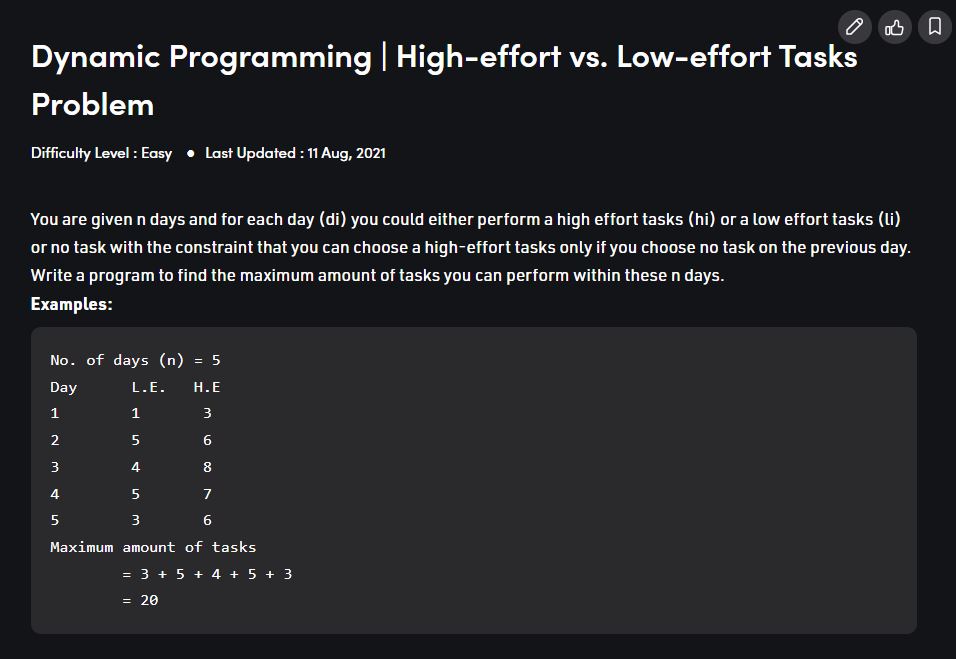 Dynamic Programming | High-effort vs. Low-effort Tasks
Problem
Difficulty Level : Easy ● Last Updated : 11 Aug, 2021
You are given n days and for each day (di) you could either perform a high effort tasks (hi) or a low effort tasks (li)
or no task with the constraint that you can choose a high-effort tasks only if you choose no task on the previous day.
Write a program to find the maximum amount of tasks you can perform within these n days.
Examples:
No. of days (n) = 5
Day L.E. H.E
1 1 3
2 5 6
3 4 8
4 5 7
5 3 6
Maximum amount of tasks
= 3 + 5 + 4 + 5 + 3
= 20